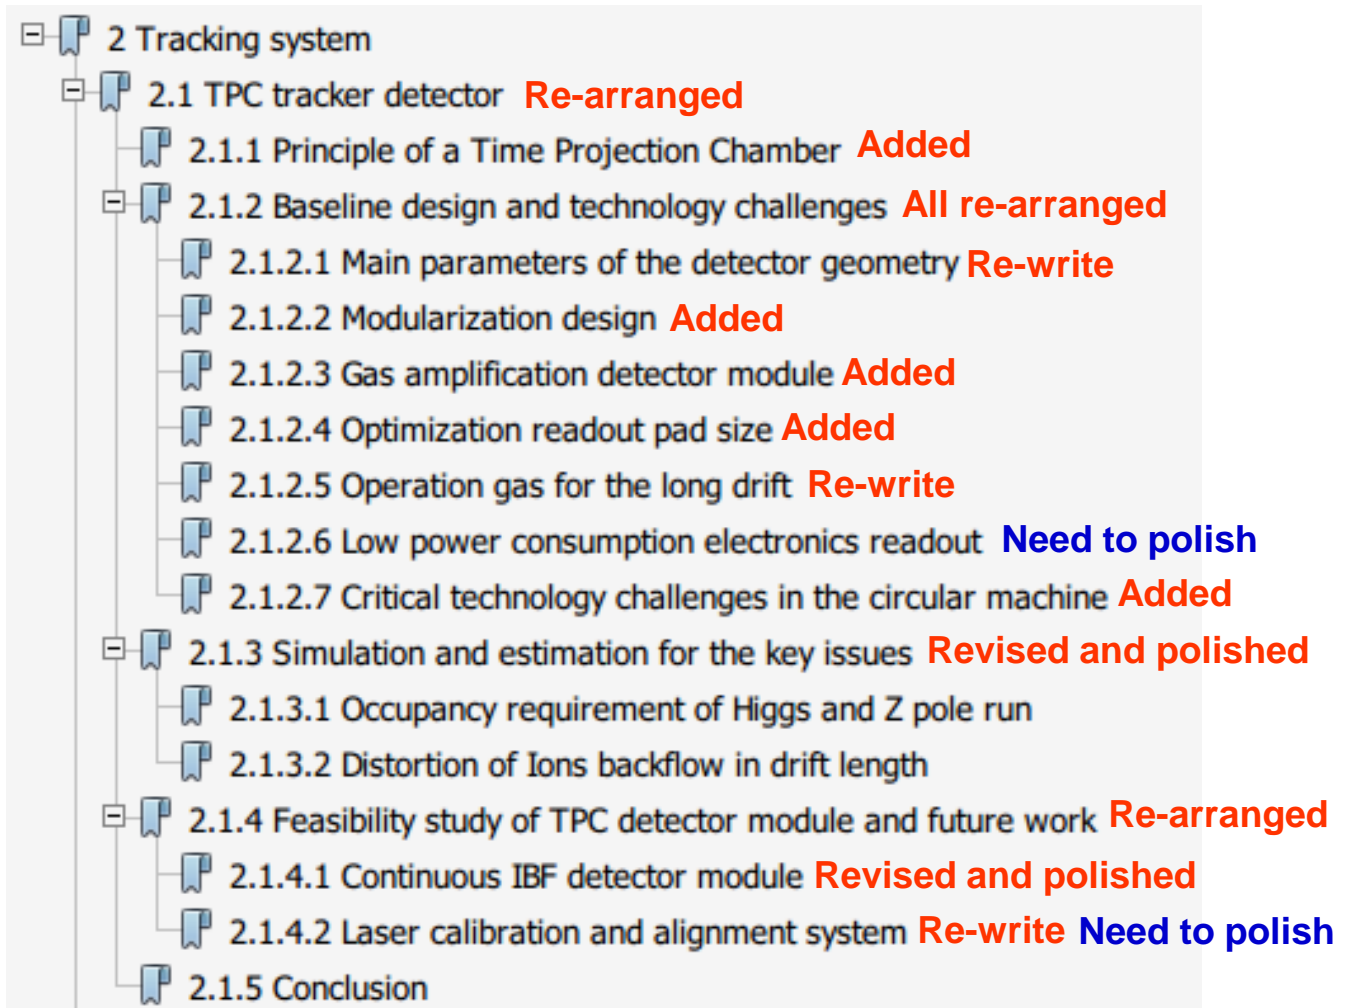 2 Tracking system
2.1 TPC tracker detector Re-arranged
2.1.1 Principle of a Time Projection Chamber Added
2.1.2 Baseline design and technology challenges All re-arranged
2.1.2.1 Main parameters of the detector geometry Re-write
2.1.2.2 Modularization design Added
2.1.2.3 Gas amplification detector module Added
2.1.2.4 Optimization readout pad size Added
2.1.2.5 Operation gas for the long drift Re-write
2.1.2.6 Low power consumption electronics readout Need to polish
2.1.2.7 Critical technology challenges in the circular machine Added
2.1.3 Simulation and estimation for the key issues Revised and polished
2.1.3.1 Occupancy requirement of Higgs and Z pole run
2.1.3.2 Distortion of Ions backflow in drift length
2.1.4 Feasibility study of TPC detector module and future work Re-arranged
2.1.4.1 Continuous IBF detector module Revised and polished
2.1.4.2 Laser calibration and alignment system Re-write Need to polish
2.1.5 Conclusion